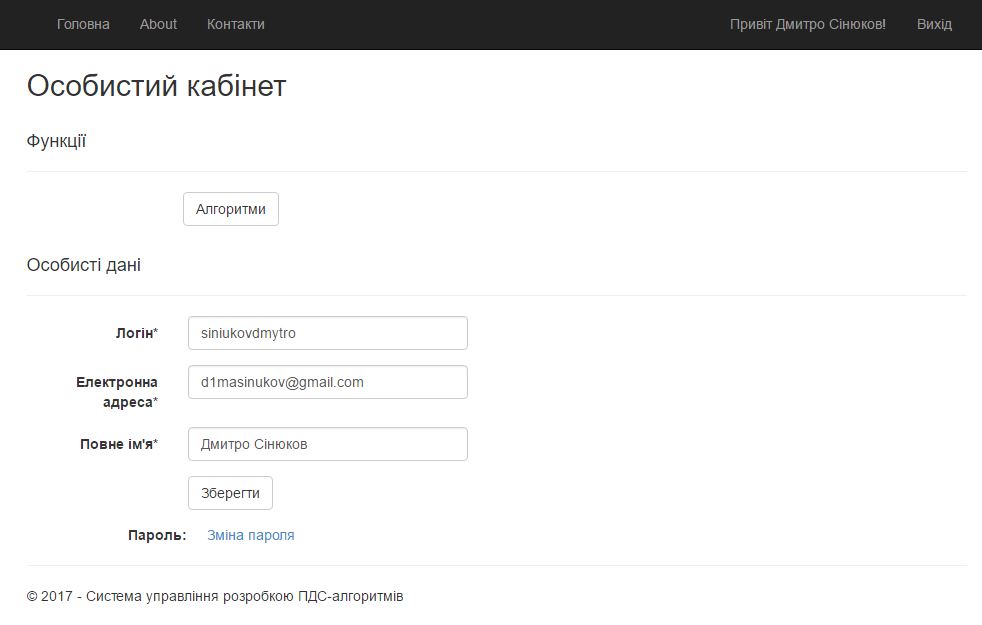 Головна About Контакти Привіт Дмитро Сінюков! Вихід
Особистий кабінет
Функції
Алгоритми
Особисті дані
Логін* siniukovdmytro
Електронна адреса* d1masinukov@gmail.com
Повне ім'я* Дмитро Сінюков
Зберегти
Пароль: Зміна пароля
© 2017 - Система управління розробкою ПДС-алгоритмів